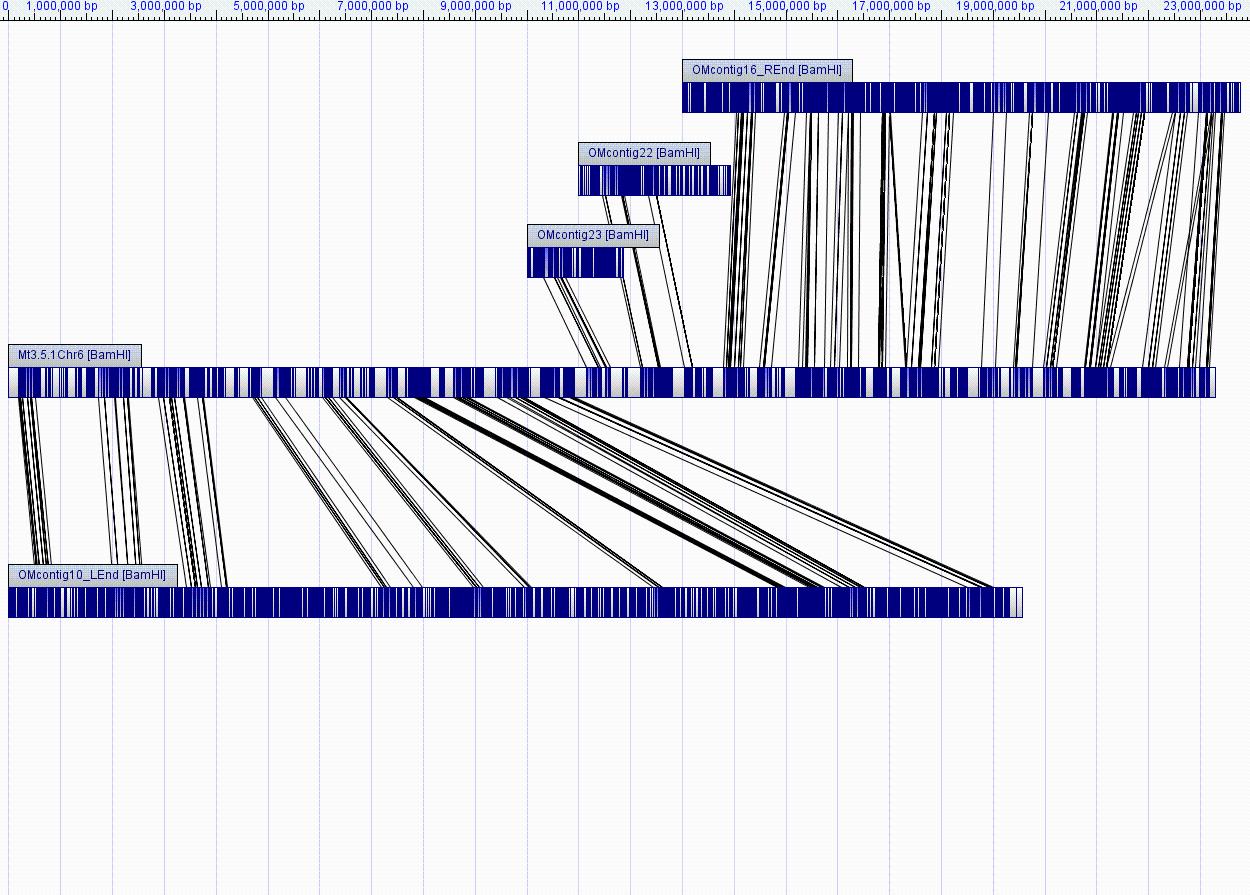 0 1,000,000 bp 3,000,000 bp 5,000,000 bp 7,000,000 bp 9,000,000 bp 11,000,000 bp 13,000,000 bp 15,000,000 bp 17,000,000 bp 19,000,000 bp 21,000,000 bp 23,000,000 bp
OMcontig16_REnd [BamHI]
OMcontig22 [BamHI]
OMcontig23 [BamHI]
Mt3.5.1Chr6 [BamHI]
OMcontig10_LEnd [BamHI]